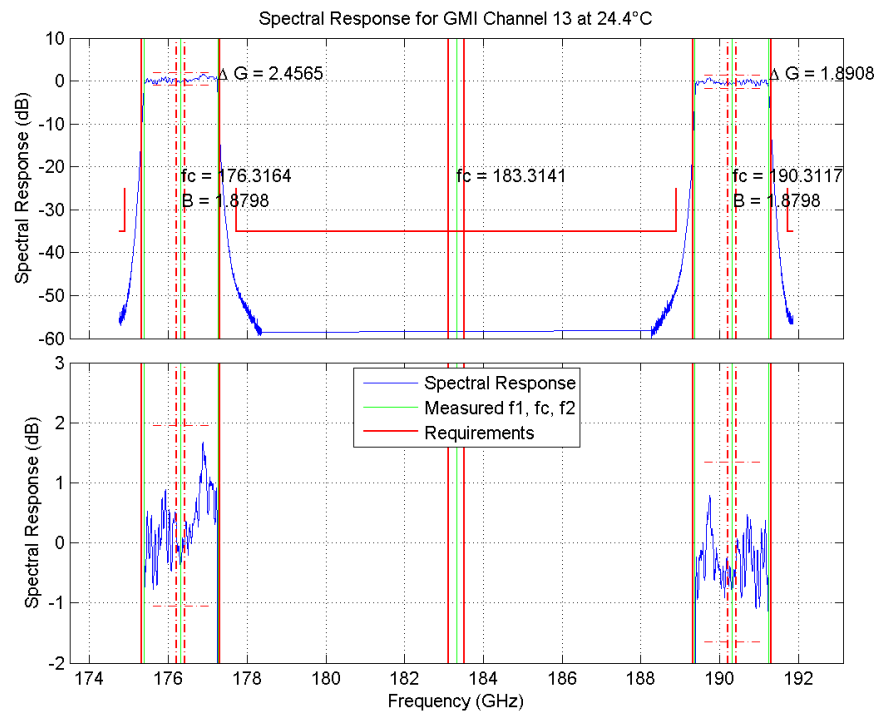 Spectral Response for GMI Channel 13 at 24.4°C
Spectral Response (dB)
10
0
-10
-20
-30
-40
-50
-60
Δ G = 2.4565
Δ G = 1.8908
fc = 176.3164
B = 1.8798
fc = 183.3141
fc = 190.3117
B = 1.8798
Spectral Response (dB)
3
2
1
0
-1
-2
Spectral Response
Measured f1, fc, f2
Requirements
174 176 178 180 182 184 186 188 190 192
Frequency (GHz)